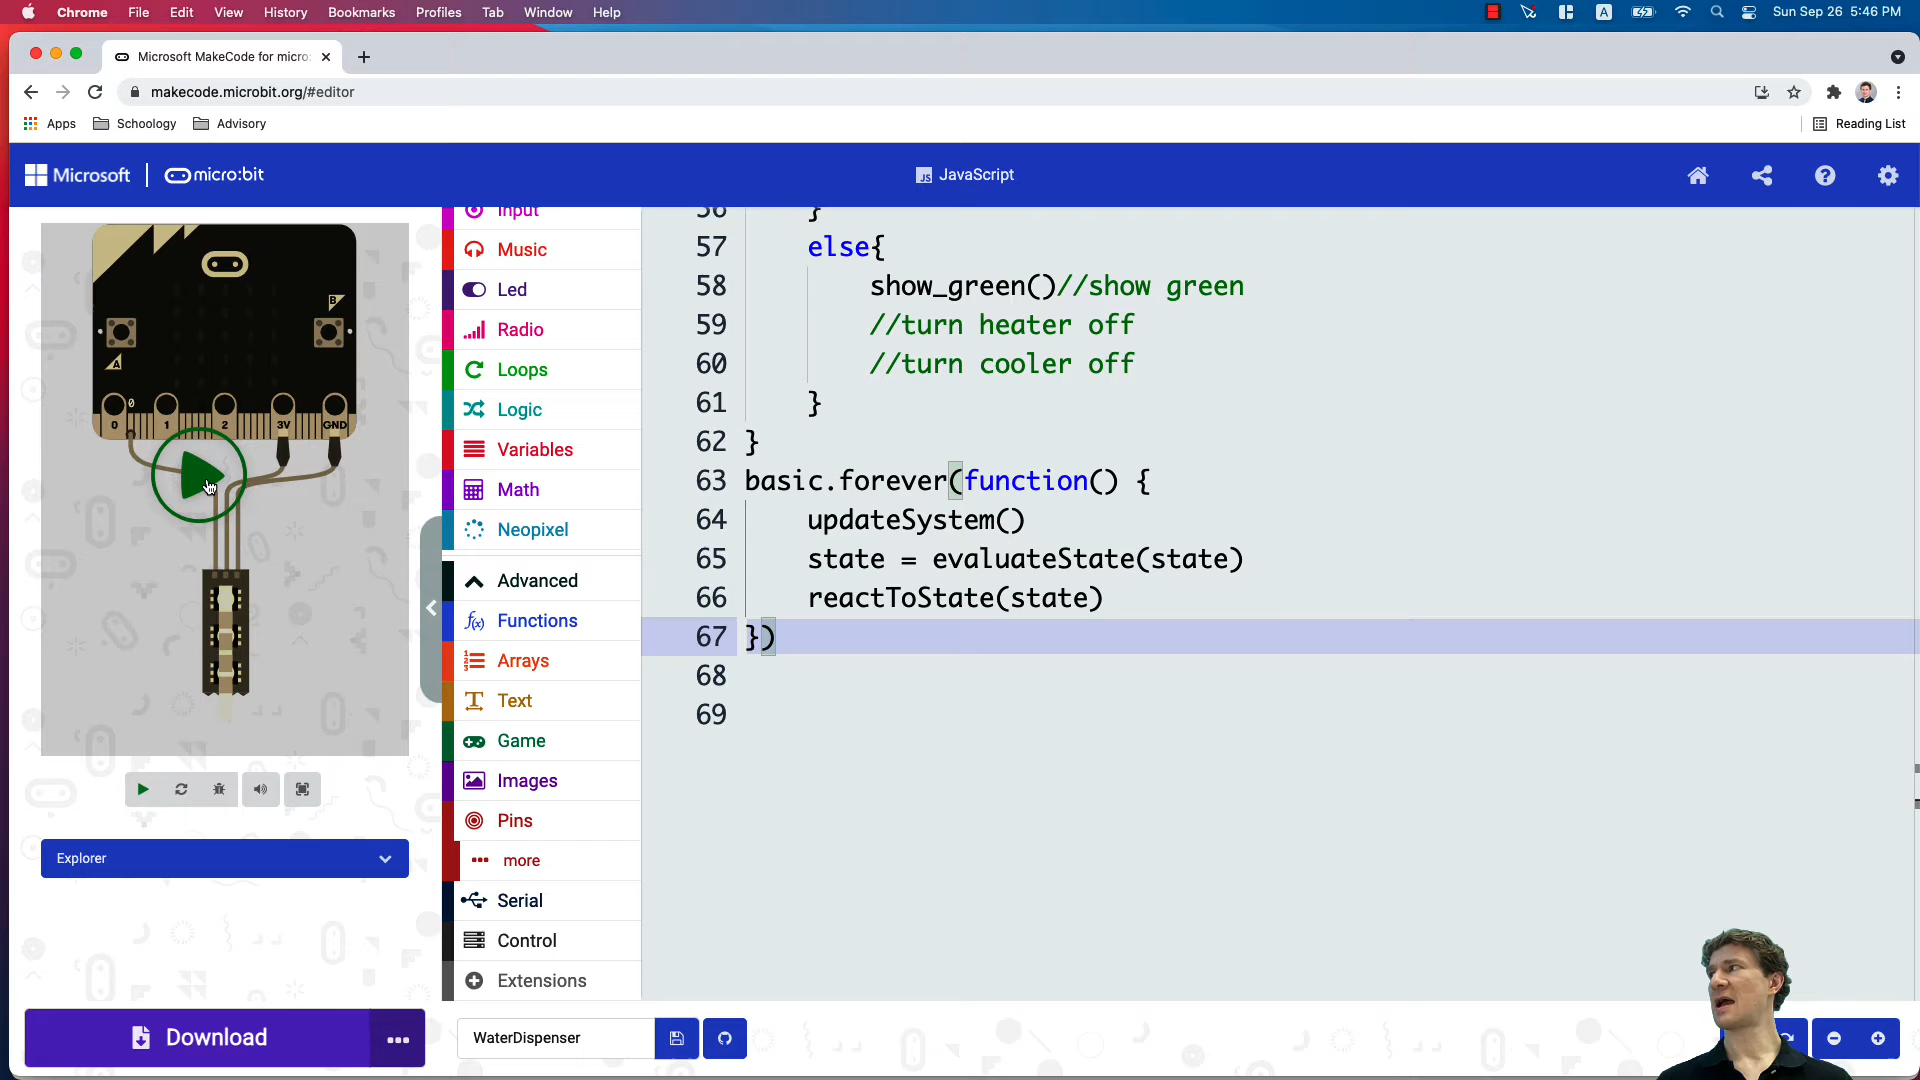 Chrome File Edit View History Bookmarks Profiles Tab Window Help A Sun Sep 26 5:46 PM
Microsoft MakeCode for micro:
makecode.microbit.org/#editor
Apps Schoology Advisory Reading List
Microsoft micro:bit JS JavaScript
Input
Music
Led
Radio
Loops
Logic
Variables
Math
Neopixel
Advanced
Functions
Arrays
Text
Game
Images
Pins
more
Serial
Control
Extensions
B
A
0
0 1 2 3V GND
Explorer
Download
WaterDispenser
56 }
57 else{
58 show_green()//show green
59 //turn heater off
60 //turn cooler off
61 }
62 }
63 basic.forever(function() {
64 updateSystem()
65 state = evaluateState(state)
66 reactToState(state)
67 })
68
69